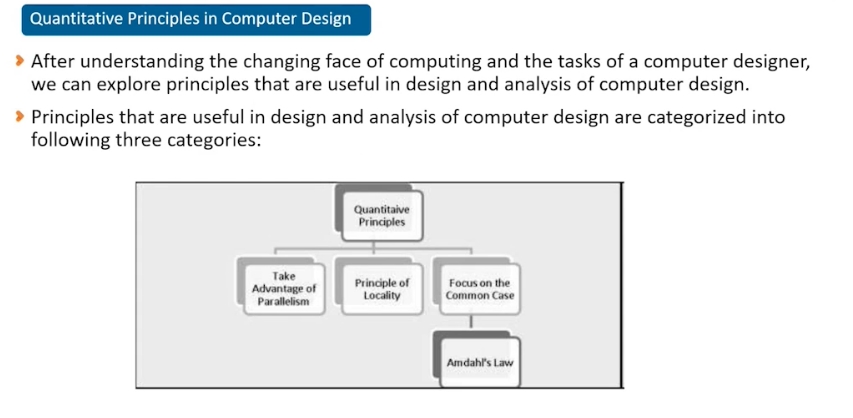 Quantitative Principles in Computer Design
After understanding the changing face of computing and the tasks of a computer designer,
we can explore principles that are useful in design and analysis of computer design.
Principles that are useful in design and analysis of computer design are categorized into
following three categories:
Quantitaive
Principles
Take
Advantage of
Parallelism
Principle of
Locality
Focus on the
Common Case
Amdahl's Law